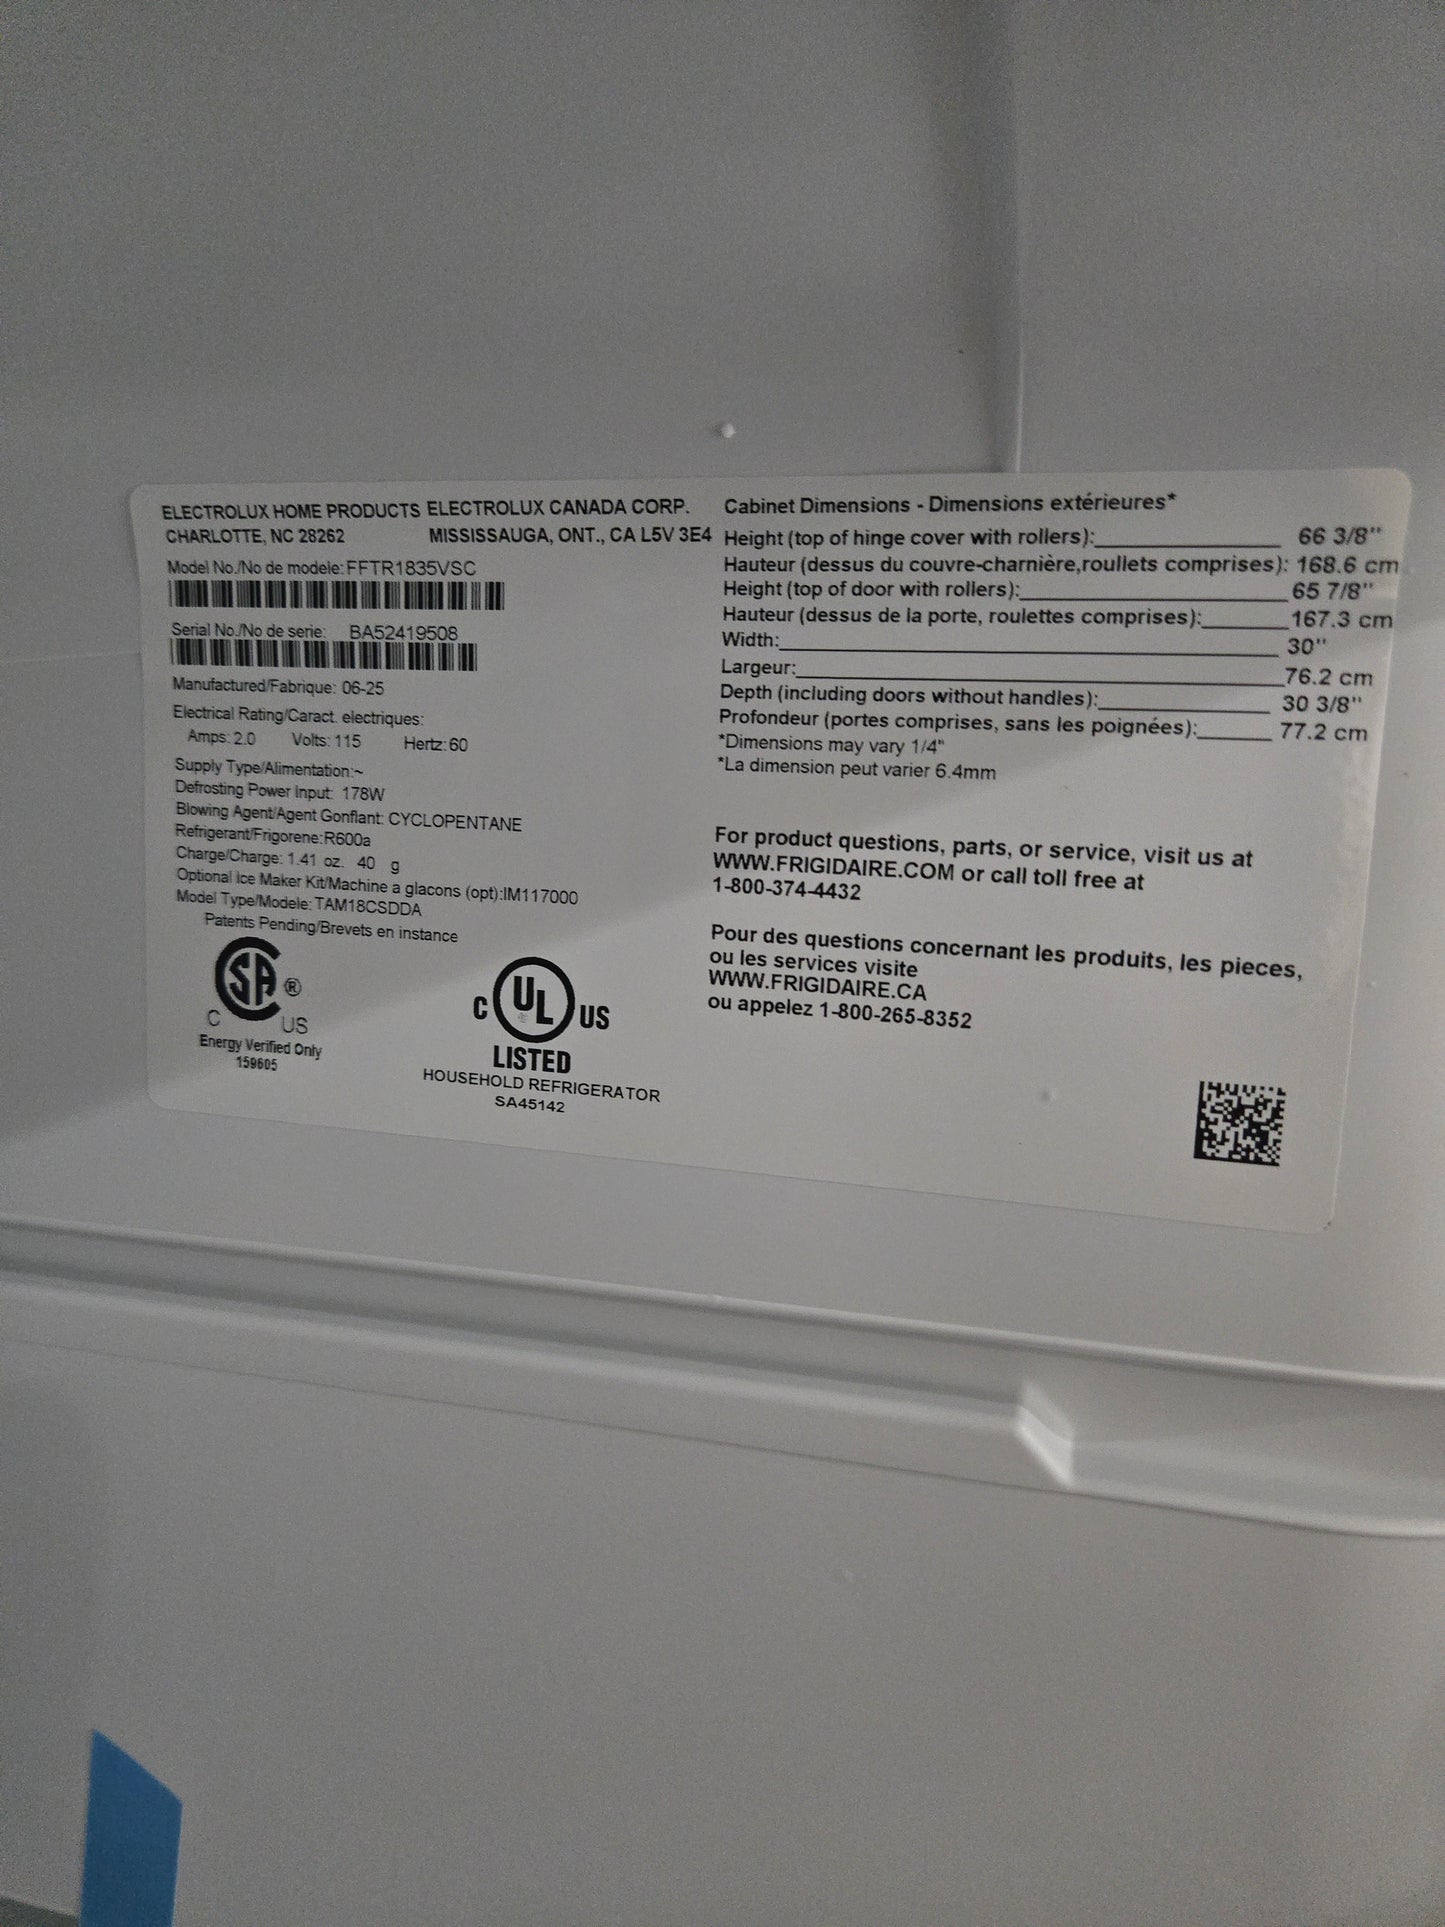 ELECTROLUX HOME PRODUCTS ELECTROLUX CANADA CORP.
CHARLOTTE, NC 28262 MISSISSAUGA, ONT., CA L5V 3E4
Model No./No de modele: FFTR1835VSC
Serial No./No de serie: BA52419508
Manufactured/Fabrique: 06-25
Electrical Rating/Caract. electriques:
Amps: 2.0 Volts: 115 Hertz: 60
Supply Type/Alimentation:~
Defrosting Power Input: 178W
Blowing Agent/Agent Gonflant: CYCLOPENTANE
Refrigerant/Frigorene: R600a
Charge/Charge: 1.41 oz. 40 g
Optional Ice Maker Kit/Machine a glacons (opt):IM117000
Model Type/Modele: TAM18CSDDA
Patents Pending/Brevets en instance
SA ®
C US
Energy Verified Only
159605
C UL US
LISTED
HOUSEHOLD REFRIGERATOR
SA45142
Cabinet Dimensions - Dimensions extérieures*
Height (top of hinge cover with rollers):_______________ 66 3/8"
Hauteur (dessus du couvre-charnière,roullets comprises): 168.6 cm
Height (top of door with rollers):_______________ 65 7/8"
Hauteur (dessus de la porte, roulettes comprises):_______ 167.3 cm
Width:_______________ 30"
Largeur:_______________ 76.2 cm
Depth (including doors without handles):_______________ 30 3/8"
Profondeur (portes comprises, sans les poignées):______ 77.2 cm
*Dimensions may vary 1/4"
*La dimension peut varier 6.4mm
For product questions, parts, or service, visit us at
WWW.FRIGIDAIRE.COM or call toll free at
1-800-374-4432
Pour des questions concernant les produits, les pieces,
ou les services visite
WWW.FRIGIDAIRE.CA
ou appelez 1-800-265-8352